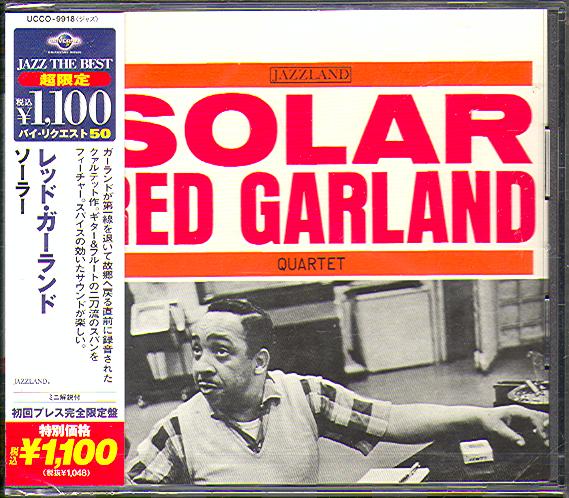 UCCO-9918〈ジャズ〉
UNIVERSAL
JAZZ THE BEST
超限定
税込
¥1,100
バイ・リクエスト50
レッド・ガーランド
ソーラー
ガーランドが第一線を退いて故郷へ戻る直前に録音された
クァルテット作。ギター&フルートの二刀流のスパンを
フィーチャー。スパイスの効いたサウンドが楽しい。
JAZZLAND.
ミニ解説付
初回プレス完全限定盤
特別価格
税込¥1,100
(税抜¥1,048)
JAZZLAND
SOLAR
RED GARLAND
QUARTET